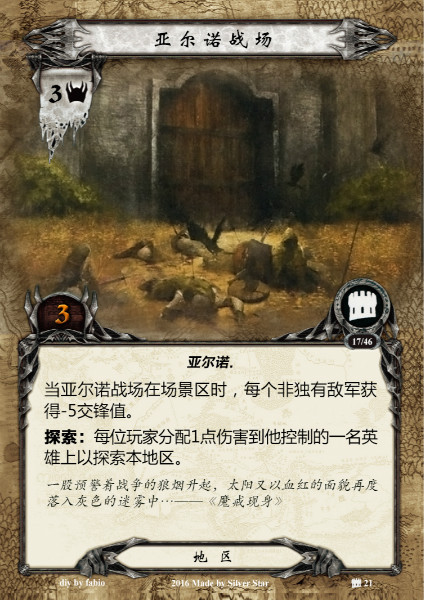 亚尔诺战场
3
3
17/46
亚尔诺.
当亚尔诺战场在场景区时，每个非独有敌军获
得-5交锋值。
探索：每位玩家分配1点伤害到他控制的一名英
雄上以探索本地区。
一股预警着战争的狼烟升起，太阳又以血红的面貌再度
落入灰色的迷雾中…——《魔戒现身》
地 区
diy by fabio
2016 Made by Silver Star
21